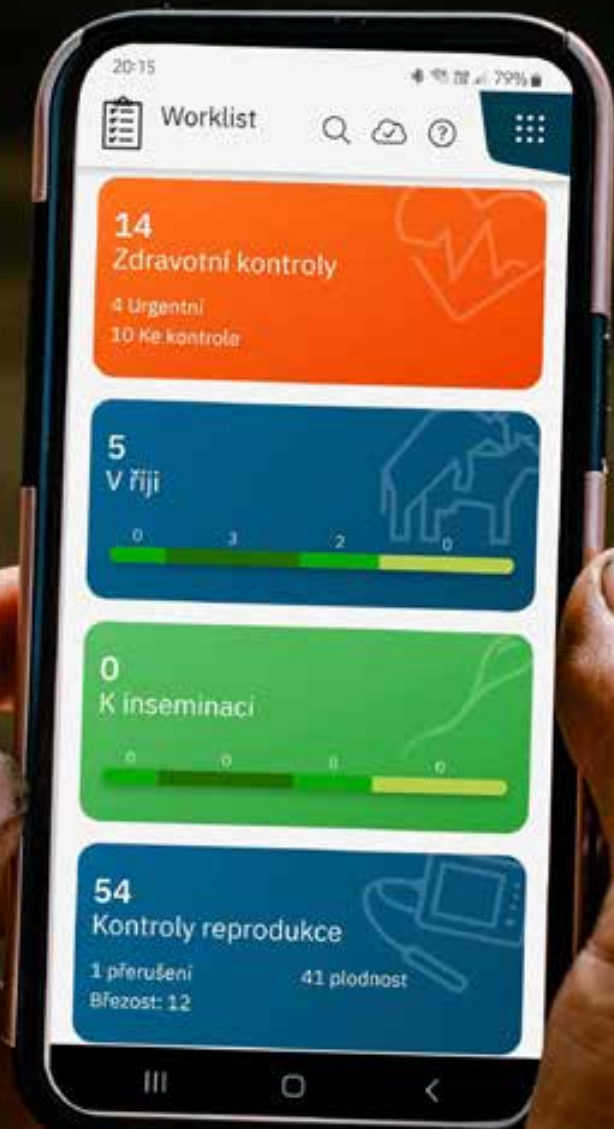 20:15
79%
Worklist
14
Zdravotní kontroly
4 Urgentní
10 Ke kontrole
5
V říji
0 3 2 0
0
K inseminaci
0 0 0 0
54
Kontroly reprodukce
1 přerušení 41 plodnost
Březost: 12